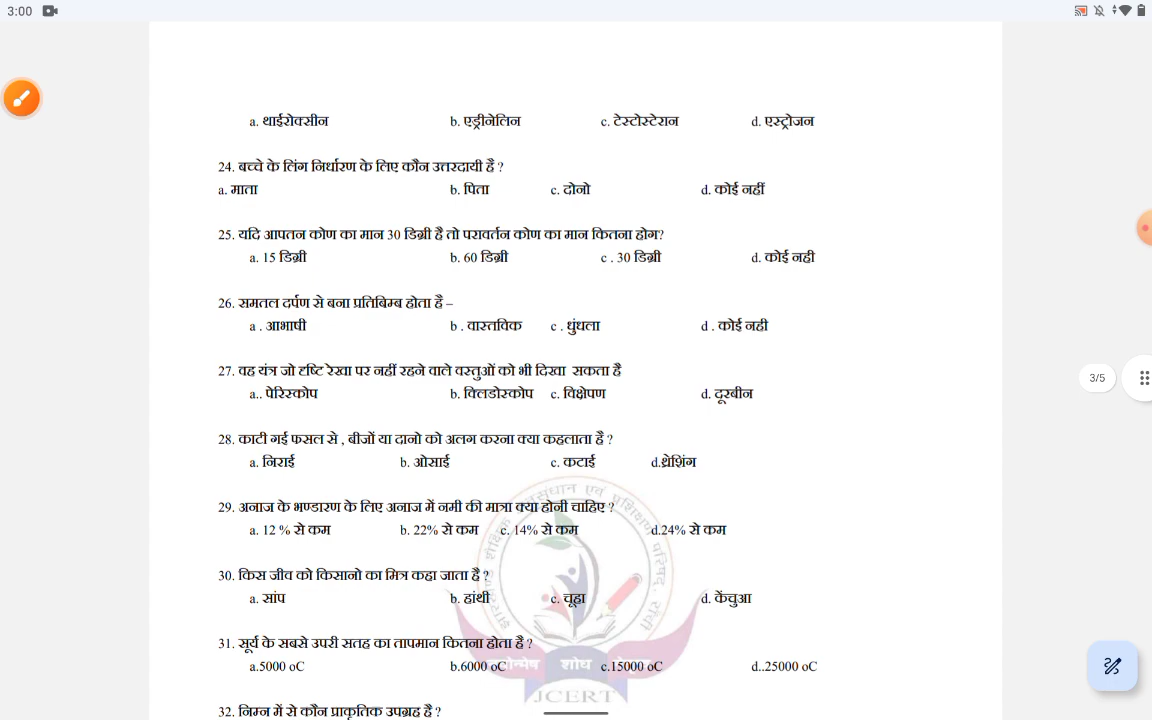 3:00
a. थाईरोक्सीन b. एड्रीनेलिन c. टेस्टोस्टेरान d. एस्ट्रोजन
24. बच्चे के लिंग निर्धारण के लिए कौन उत्तरदायी है ?
a. माता b. पिता c. दोनो d. कोई नहीं
25. यदि आपतन कोण का मान 30 डिग्री है तो परावर्तन कोण का मान कितना होग?
a. 15 डिग्री b. 60 डिग्री c . 30 डिग्री d. कोई नही
26. समतल दर्पण से बना प्रतिबिम्ब होता है –
a . आभाषी b . वास्तविक c . धुंधला d . कोई नही
27. वह यंत्र जो दृष्टि रेखा पर नहीं रहने वाले वस्तुओं को भी दिखा सकता है
a.. पेरिस्कोप b. क्लिडोस्कोप c. विक्षेपण d. दूरबीन
3/5
28. काटी गई फसल से , बीजों या दानो को अलग करना क्या कहलाता है ?
a. निराई b. ओसाई c. कटाई d.थ्रेशिंग
29. अनाज के भण्डारण के लिए अनाज में नमी की मात्रा क्या होनी चाहिए ?
a. 12 % से कम b. 22% से कम c. 14% से कम d.24% से कम
30. किस जीव को किसानो का मित्र कहा जाता है ?
a. सांप b. हांथी c. चूहा d. केंचुआ
31. सूर्य के सबसे उपरी सतह का तापमान कितना होता है ?
a.5000 oC b.6000 oC c.15000 oC d..25000 oC
शोध
JCERT
32. निम्न में से कौन प्राकृतिक उपग्रह है ?